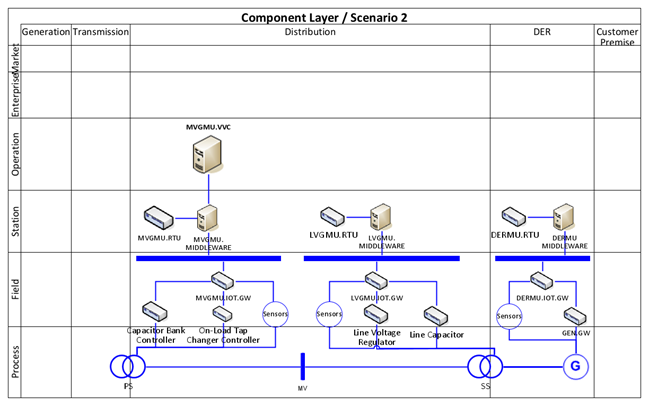 Component Layer / Scenario 2
Generation Transmission Distribution DER Customer
Premise
Market
Enterprise
Operation
MVGMU.VVC
Station
MVGMU.RTU
MVGMU.
MIDDLEWARE
LVGMU.RTU
LVGMU.
MIDDLEWARE
DERMU.RTU
DERMU
MIDDLEWARE
Field
MVGMU.IOT.GW
Sensors
LVGMU.IOT.GW
Sensors
DERMU.IOT.GW
Sensors
GEN.GW
Capacitor Bank
Controller
On-Load Tap
Changer Controller
Line Voltage
Regulator
Line Capacitor
Process
PS
MV
SS
G